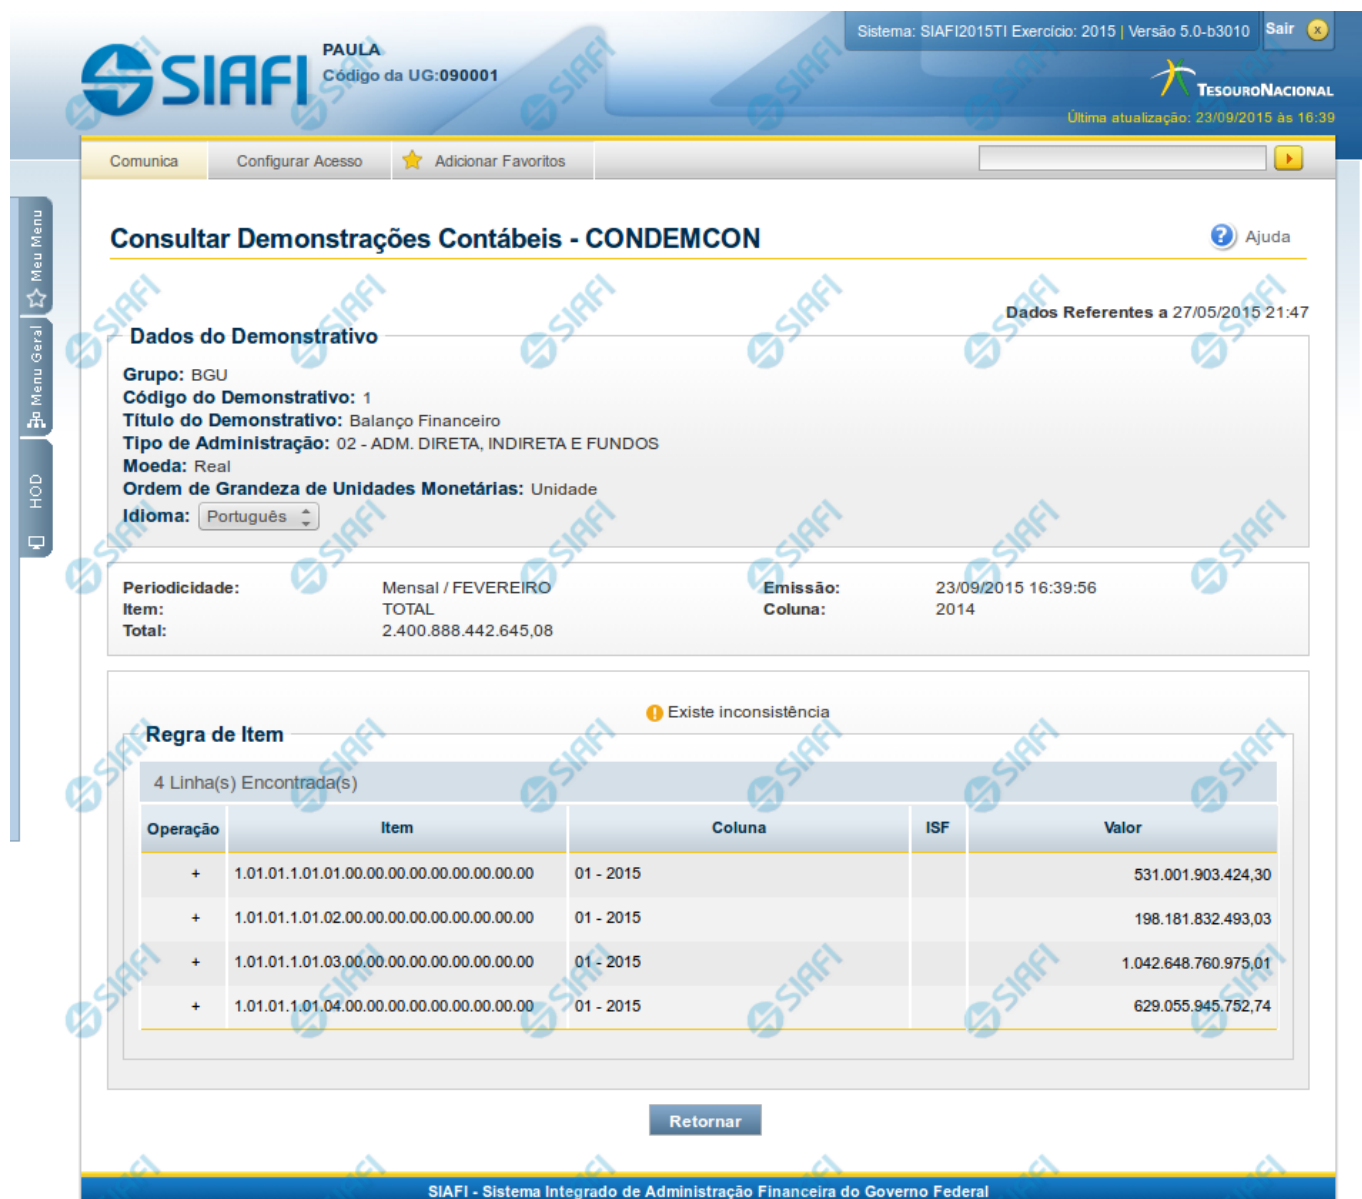 Sistema: SIAFI2015TI Exercício: 2015 | Versão 5.0-b3010 Sair x
SIAFI
PAULA
Código da UG:090001
TESOURONACIONAL
Última atualização: 23/09/2015 às 16:39
Comunica Configurar Acesso Adicionar Favoritos
Meu Menu
Menu Geral
HOD
Consultar Demonstrações Contábeis - CONDEMCON
? Ajuda
Dados Referentes a 27/05/2015 21:47
Dados do Demonstrativo
Grupo: BGU
Código do Demonstrativo: 1
Título do Demonstrativo: Balanço Financeiro
Tipo de Administração: 02 - ADM. DIRETA, INDIRETA E FUNDOS
Moeda: Real
Ordem de Grandeza de Unidades Monetárias: Unidade
Idioma: Português
Periodicidade: Mensal / FEVEREIRO Emissão: 23/09/2015 16:39:56
Item: TOTAL Coluna: 2014
Total: 2.400.888.442.645,08
Existe inconsistência
Regra de Item
4 Linha(s) Encontrada(s)
Operação Item Coluna ISF Valor
+ 1.01.01.1.01.01.00.00.00.00.00.00.00.00.00 01 - 2015 531.001.903.424,30
+ 1.01.01.1.01.02.00.00.00.00.00.00.00.00.00 01 - 2015 198.181.832.493,03
+ 1.01.01.1.01.03.00.00.00.00.00.00.00.00.00 01 - 2015 1.042.648.760.975,01
+ 1.01.01.1.01.04.00.00.00.00.00.00.00.00.00 01 - 2015 629.055.945.752,74
Retornar
SIAFI - Sistema Integrado de Administração Financeira do Governo Federal